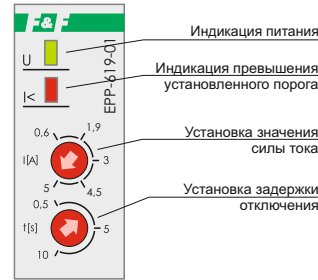 F&F
Индикация питания
U
Индикация превышения
установленного порога
I<
EPP-619-01
0,6
1,9
Установка значения
силы тока
I[A]
3
5
4,5
Установка задержки
отключения
0,5
t[s]
5
10